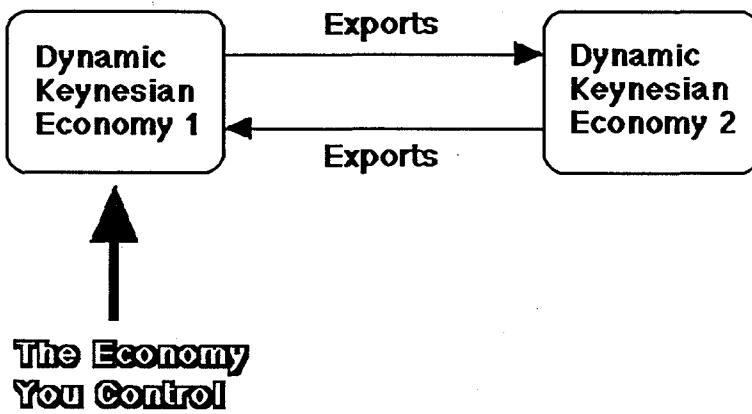 Exports
Dynamic
Keynesian
Economy 1
Dynamic
Keynesian
Economy 2
Exports
The Economy
You Control